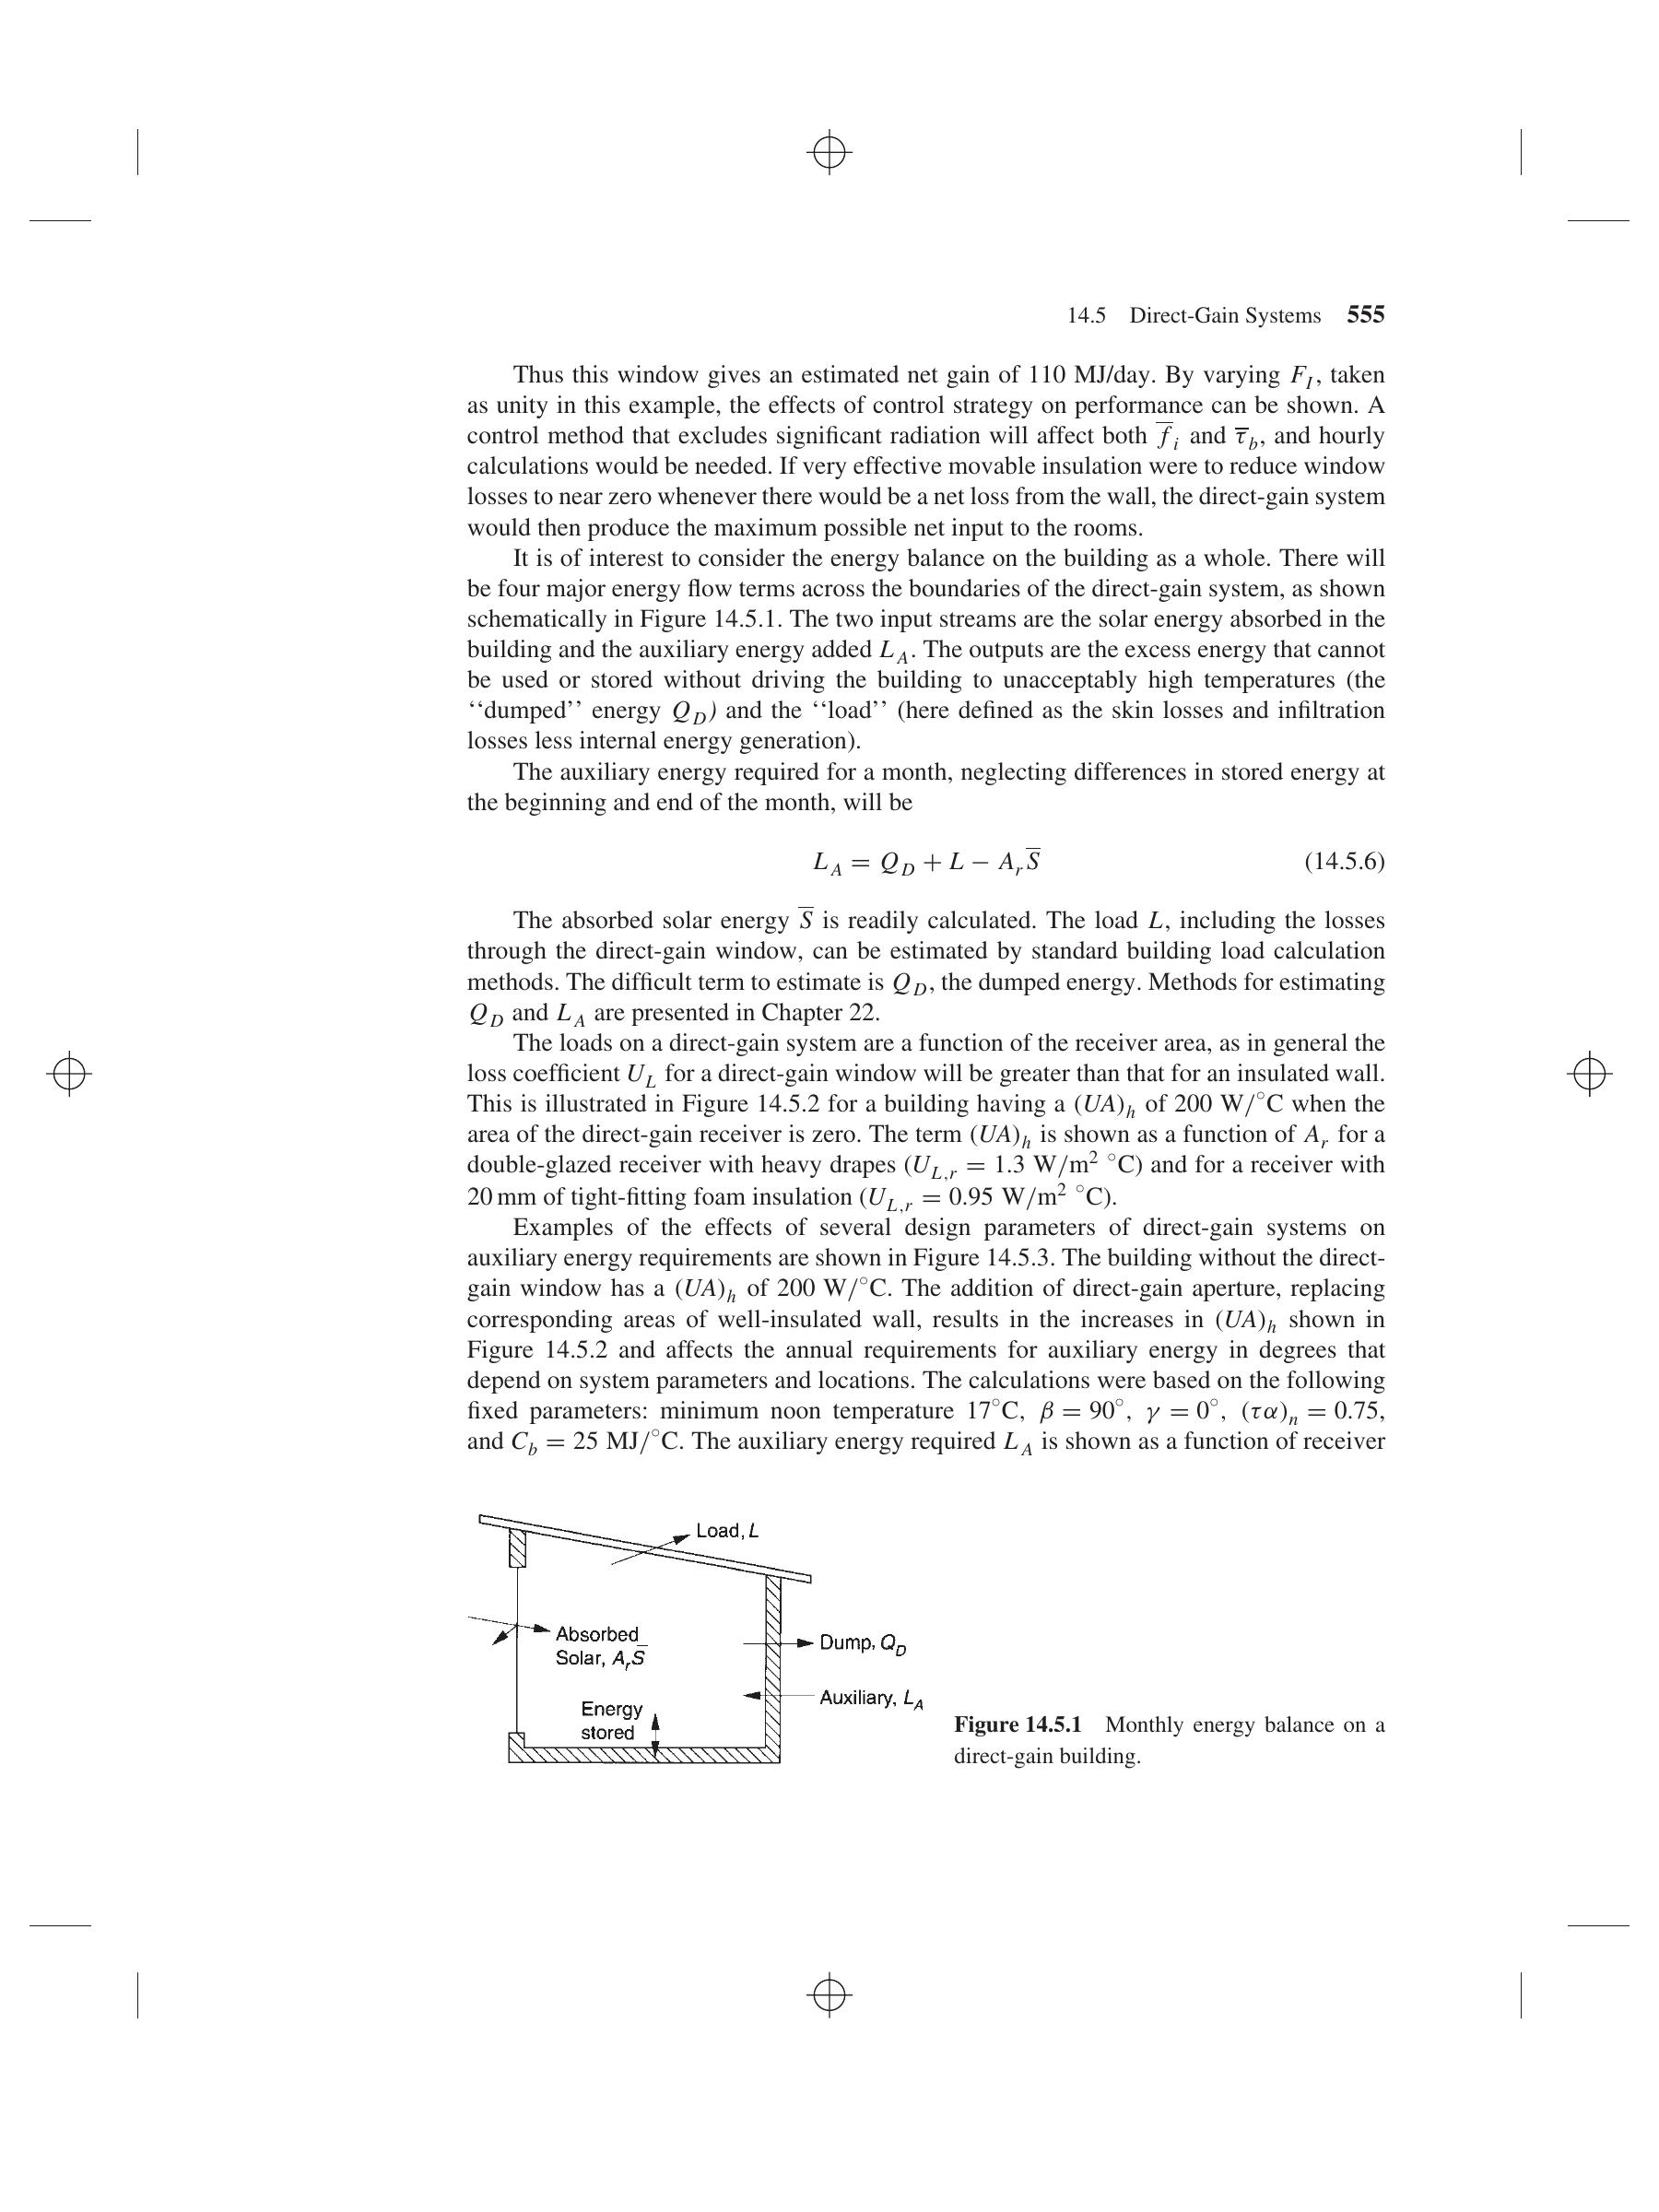 14.5 Direct-Gain Systems 555
Thus this window gives an estimated net gain of 110 MJ/day. By varying F_I, taken
as unity in this example, the effects of control strategy on performance can be shown. A
control method that excludes significant radiation will affect both f̅_i and τ̅_b, and hourly
calculations would be needed. If very effective movable insulation were to reduce window
losses to near zero whenever there would be a net loss from the wall, the direct-gain system
would then produce the maximum possible net input to the rooms.
It is of interest to consider the energy balance on the building as a whole. There will
be four major energy flow terms across the boundaries of the direct-gain system, as shown
schematically in Figure 14.5.1. The two input streams are the solar energy absorbed in the
building and the auxiliary energy added L_A. The outputs are the excess energy that cannot
be used or stored without driving the building to unacceptably high temperatures (the
‘‘dumped’’ energy Q_D) and the ‘‘load’’ (here defined as the skin losses and infiltration
losses less internal energy generation).
The auxiliary energy required for a month, neglecting differences in stored energy at
the beginning and end of the month, will be
L_A = Q_D + L − A_r S̅ (14.5.6)
The absorbed solar energy S̅ is readily calculated. The load L, including the losses
through the direct-gain window, can be estimated by standard building load calculation
methods. The difficult term to estimate is Q_D, the dumped energy. Methods for estimating
Q_D and L_A are presented in Chapter 22.
The loads on a direct-gain system are a function of the receiver area, as in general the
loss coefficient U_L for a direct-gain window will be greater than that for an insulated wall.
This is illustrated in Figure 14.5.2 for a building having a (UA)_h of 200 W/°C when the
area of the direct-gain receiver is zero. The term (UA)_h is shown as a function of A_r for a
double-glazed receiver with heavy drapes (U_L,r = 1.3 W/m² °C) and for a receiver with
20 mm of tight-fitting foam insulation (U_L,r = 0.95 W/m² °C).
Examples of the effects of several design parameters of direct-gain systems on
auxiliary energy requirements are shown in Figure 14.5.3. The building without the direct-
gain window has a (UA)_h of 200 W/°C. The addition of direct-gain aperture, replacing
corresponding areas of well-insulated wall, results in the increases in (UA)_h shown in
Figure 14.5.2 and affects the annual requirements for auxiliary energy in degrees that
depend on system parameters and locations. The calculations were based on the following
fixed parameters: minimum noon temperature 17°C, β = 90°, γ = 0°, (τα)_n = 0.75,
and C_b = 25 MJ/°C. The auxiliary energy required L_A is shown as a function of receiver
Load, L
Absorbed
Solar, A_r S̅
Dump, Q_D
Auxiliary, L_A
Energy
stored
Figure 14.5.1 Monthly energy balance on a
direct-gain building.